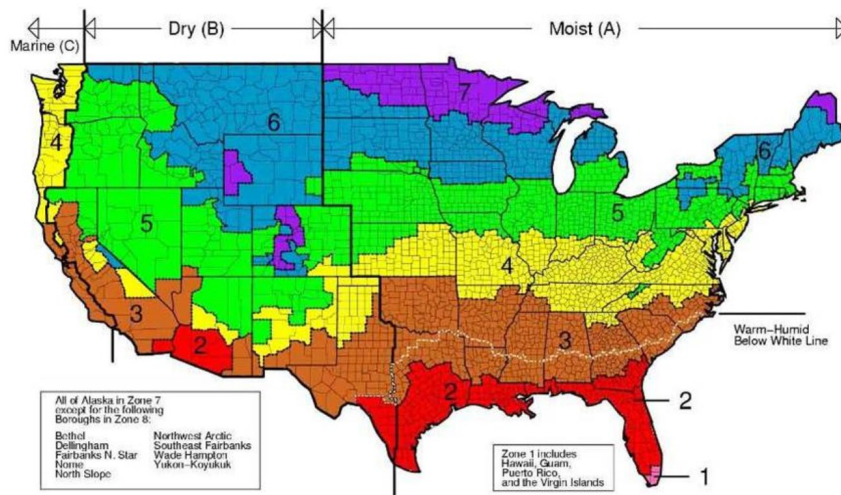 Marine (C)
Dry (B)
Moist (A)
7
6
4
6
5
5
4
3
3
2
Warm-Humid
Below White Line
2
2
1
All of Alaska in Zone 7
except for the following
Boroughs in Zone 8:
Bethel
Northwest Arctic
Dellingham
Southeast Fairbanks
Fairbanks N. Star
Wade Hampton
Nome
Yukon-Koyukuk
North Slope
Zone 1 includes
Hawaii, Guam,
Puerto Rico,
and the Virgin Islands